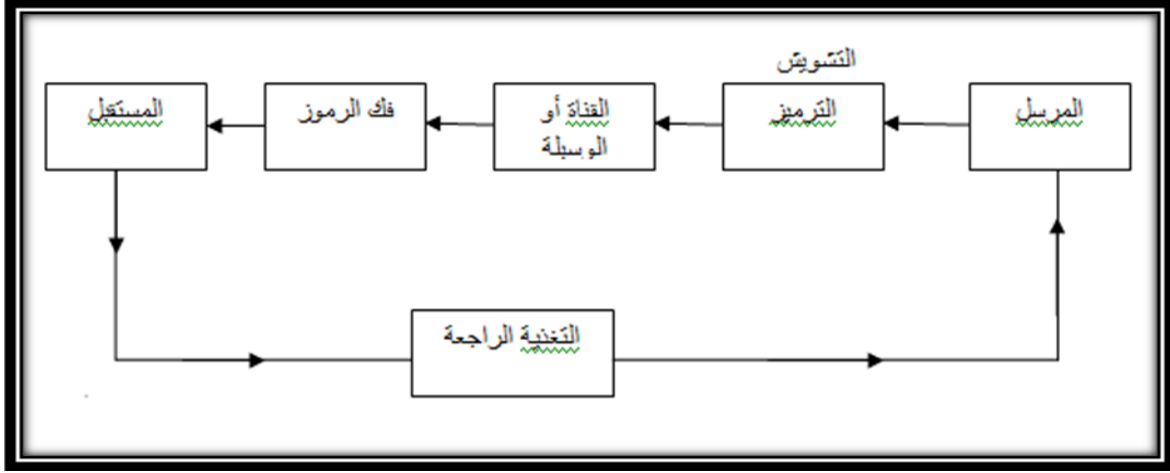 التشويش
المرسل
الترميز
القناة أو
الوسيلة
فك الرموز
المستقبل
التغذية الراجعة